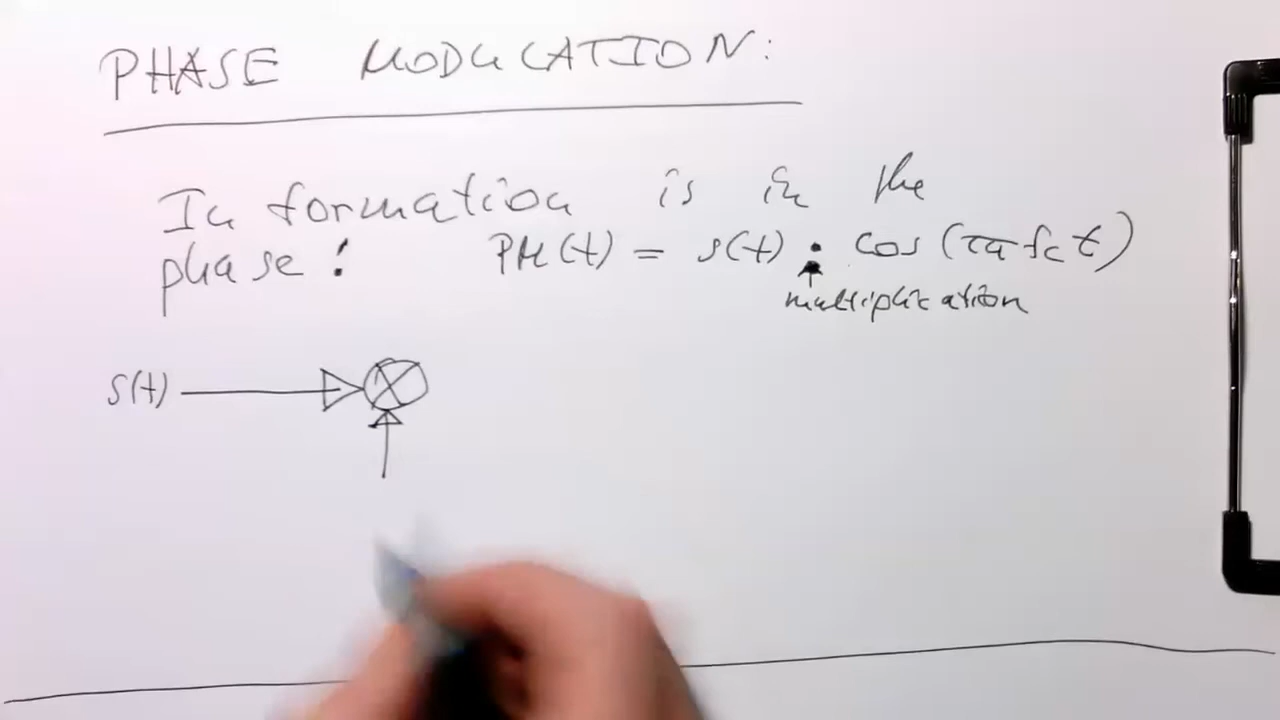 PHASE MODULATION:
Information is in the
phase! PM(t) = s(t) • cos (2π fc t)
multiplication
S(t)